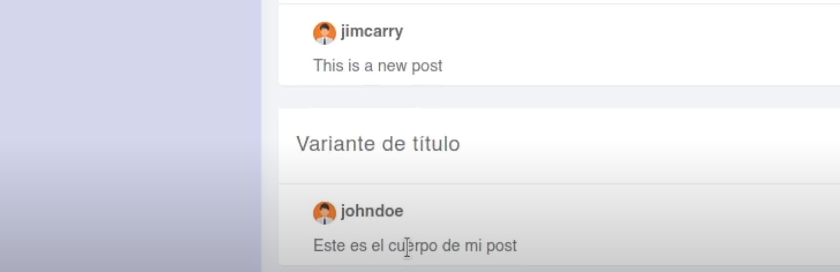 jimcarry
This is a new post
Variante de título
johndoe
Este es el cuerpo de mi post